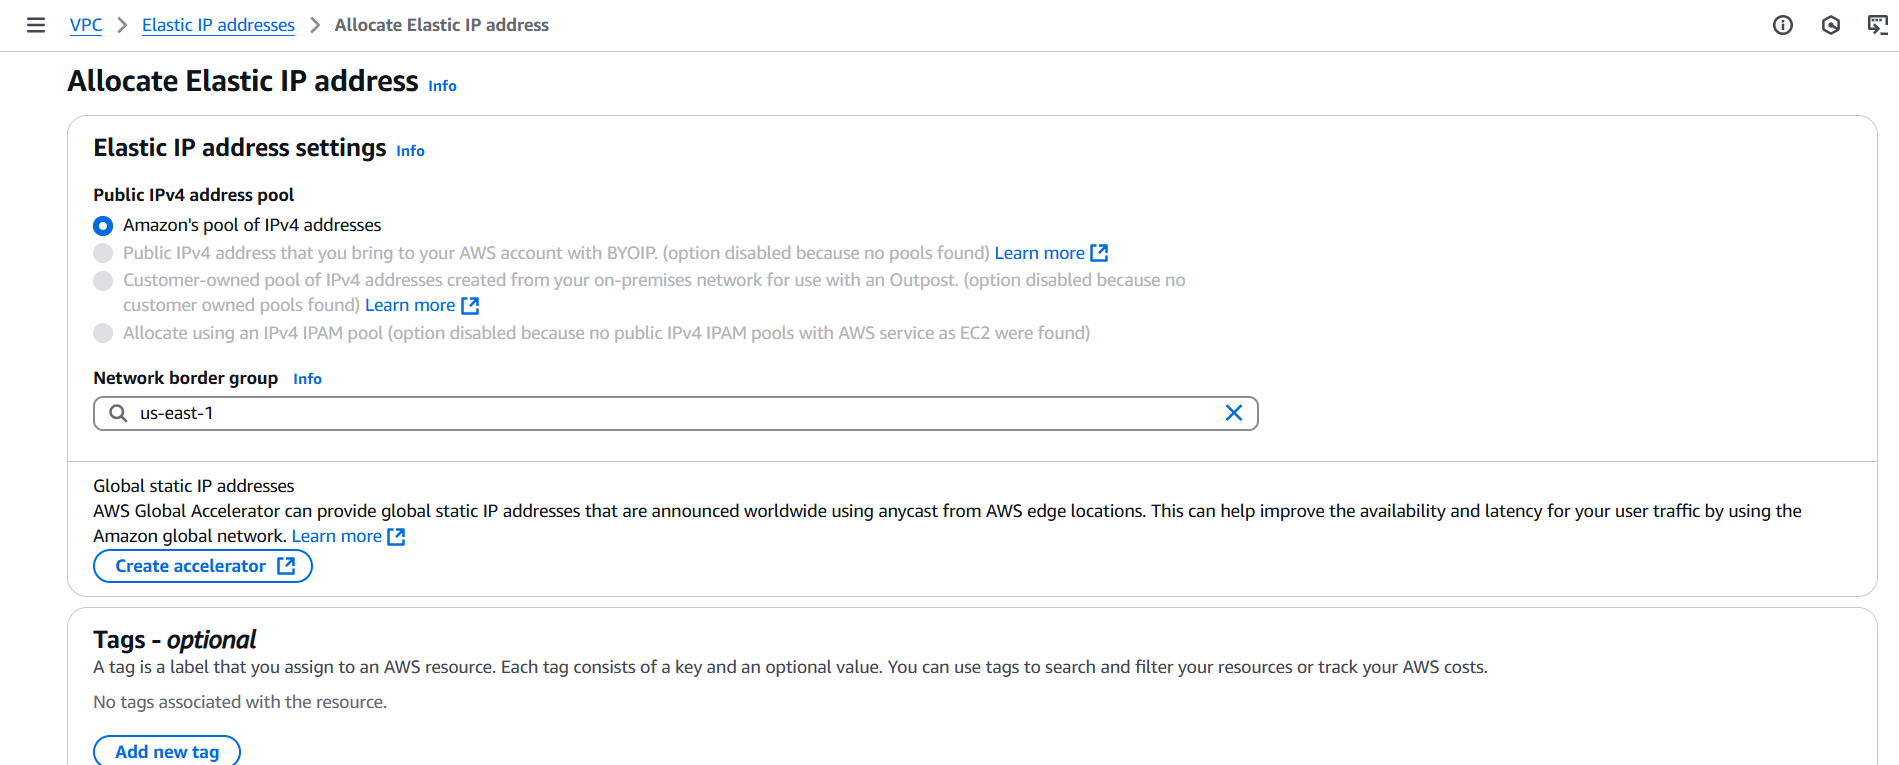 VPC > Elastic IP addresses > Allocate Elastic IP address
Allocate Elastic IP address Info
Elastic IP address settings Info
Public IPv4 address pool
Amazon's pool of IPv4 addresses
Public IPv4 address that you bring to your AWS account with BYOIP. (option disabled because no pools found) Learn more
Customer-owned pool of IPv4 addresses created from your on-premises network for use with an Outpost. (option disabled because no
customer owned pools found) Learn more
Allocate using an IPv4 IPAM pool (option disabled because no public IPv4 IPAM pools with AWS service as EC2 were found)
Network border group Info
us-east-1
Global static IP addresses
AWS Global Accelerator can provide global static IP addresses that are announced worldwide using anycast from AWS edge locations. This can help improve the availability and latency for your user traffic by using the
Amazon global network. Learn more
Create accelerator
Tags - optional
A tag is a label that you assign to an AWS resource. Each tag consists of a key and an optional value. You can use tags to search and filter your resources or track your AWS costs.
No tags associated with the resource.
Add new tag